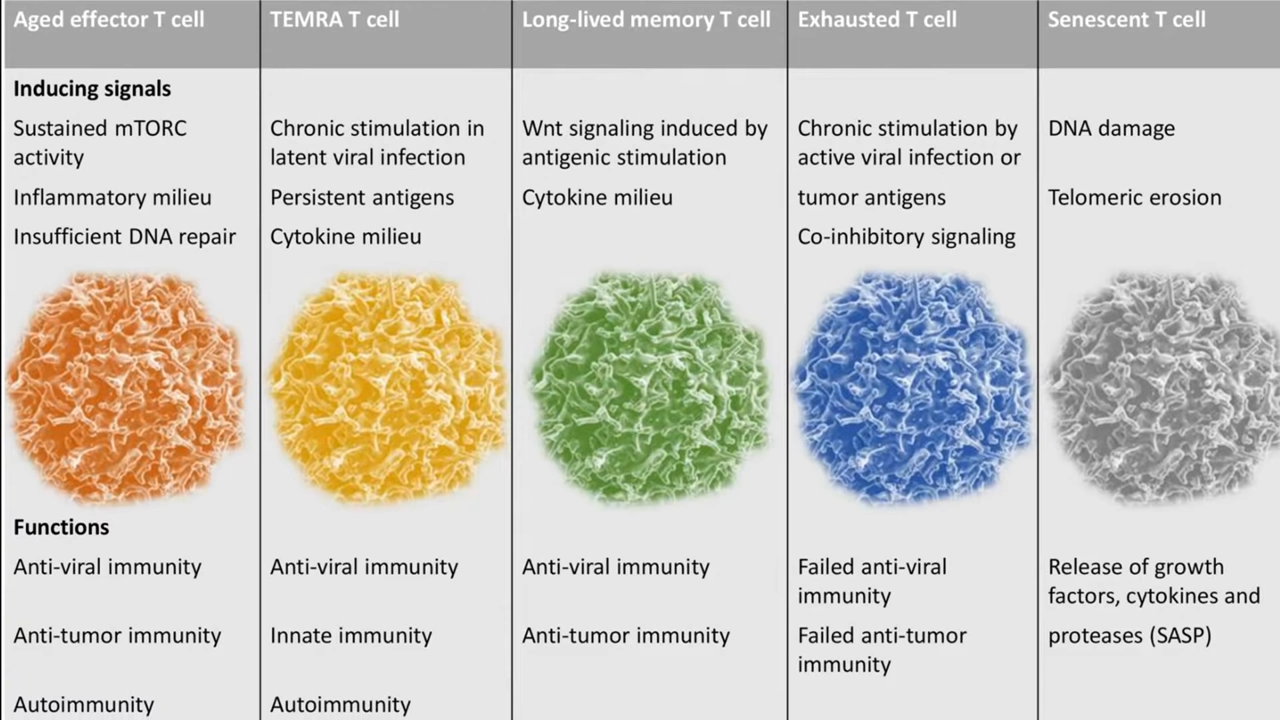 Aged effector T cell
TEMRA T cell
Long-lived memory T cell
Exhausted T cell
Senescent T cell
Inducing signals
Sustained mTORC
activity
Inflammatory milieu
Insufficient DNA repair
Chronic stimulation in
latent viral infection
Persistent antigens
Cytokine milieu
Wnt signaling induced by
antigenic stimulation
Cytokine milieu
Chronic stimulation by
active viral infection or
tumor antigens
Co-inhibitory signaling
DNA damage
Telomeric erosion
Functions
Anti-viral immunity
Anti-tumor immunity
Autoimmunity
Anti-viral immunity
Innate immunity
Autoimmunity
Anti-viral immunity
Anti-tumor immunity
Failed anti-viral
immunity
Failed anti-tumor
immunity
Release of growth
factors, cytokines and
proteases (SASP)